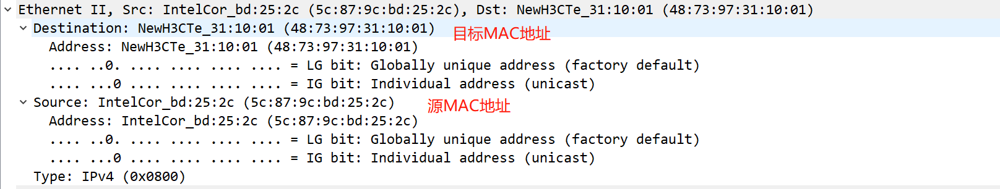 Ethernet II, Src: IntelCor_bd:25:2c (5c:87:9c:bd:25:2c), Dst: NewH3CTe_31:10:01 (48:73:97:31:10:01)
Destination: NewH3CTe_31:10:01 (48:73:97:31:10:01) 目标MAC地址
Address: NewH3CTe_31:10:01 (48:73:97:31:10:01)
.... ..0. .... .... .... .... = LG bit: Globally unique address (factory default)
.... ...0 .... .... .... .... = IG bit: Individual address (unicast)
Source: IntelCor_bd:25:2c (5c:87:9c:bd:25:2c) 源MAC地址
Address: IntelCor_bd:25:2c (5c:87:9c:bd:25:2c)
.... ..0. .... .... .... .... = LG bit: Globally unique address (factory default)
.... ...0 .... .... .... .... = IG bit: Individual address (unicast)
Type: IPv4 (0x0800)